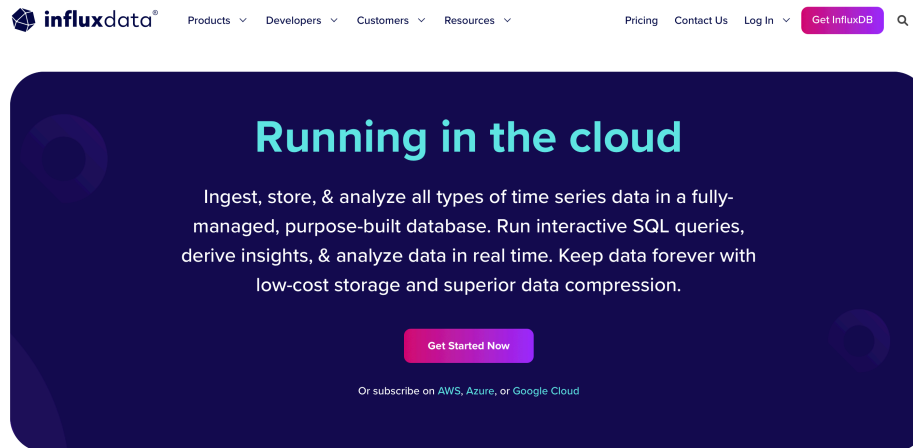 influxdata®
Products Developers Customers Resources Pricing Contact Us Log In Get InfluxDB
Running in the cloud
Ingest, store, & analyze all types of time series data in a fully-
managed, purpose-built database. Run interactive SQL queries,
derive insights, & analyze data in real time. Keep data forever with
low-cost storage and superior data compression.
Get Started Now
Or subscribe on AWS, Azure, or Google Cloud